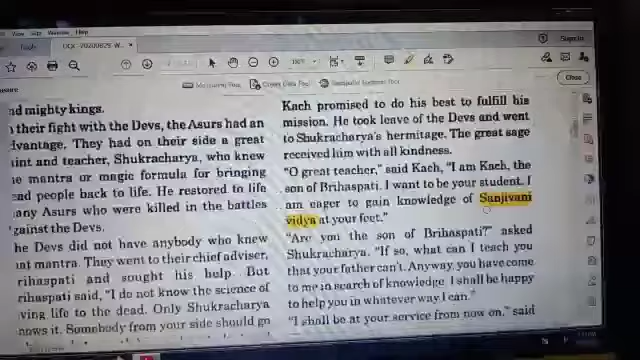 View Window Help
Sign In
Close
nd mighty kings.
their fight with the Devs, the Asurs had an
dvantage. They had on their side a great
int and teacher, Shukracharya, who knew
e mantra or magic formula for bringing
ead people back to life. He restored to life
any Asurs who were killed in the battles
gainst the Devs.
he Devs did not have anybody who knew
at mantra. They went to their chief adviser,
rihaspati and sought his help. But
rihaspati said, "I do not know the science of
ving life to the dead. Only Shukracharya
nows it. Somebody from your side should go
Kach promised to do his best to fulfill his
mission. He took leave of the Devs and went
to Shukracharya's hermitage. The great sage
received him with all kindness.
"O great teacher," said Kach, "I am Kach, the
son of Brihaspati. I want to be your student. I
am eager to gain knowledge of Sanjivani
vidya at your feet."
"Are you the son of Brihaspati?" asked
Shukracharya. "If so, what can I teach you
that your father can't. Anyway, you have come
to me in search of knowledge. I shall be happy
to help you in whatever way I can."
"I shall be at your service from now on," said